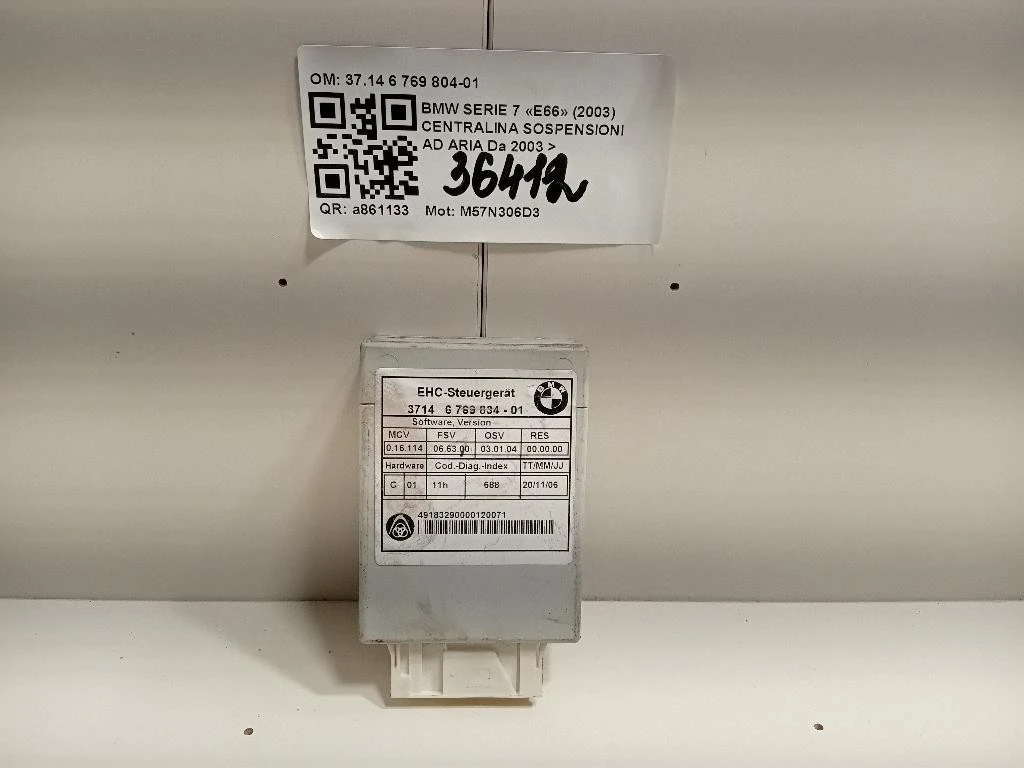 OM: 37.14 6 769 804-01
BMW SERIE 7 «E66» (2003)
CENTRALINA SOSPENSIONI
AD ARIA Da 2003 >
36412
QR: a861133 Mot: M57N306D3
EHC-Steuergerät
BMW
3714 6 769 834 - 01
Software, Version
MCV FSV OSV RES
0.16.114 06.63.00 03.01.04 00.00.00
Hardware Cod.-Diag.-Index TT/MM/JJ
C 01 11h 688 20/11/06
49183290000120071